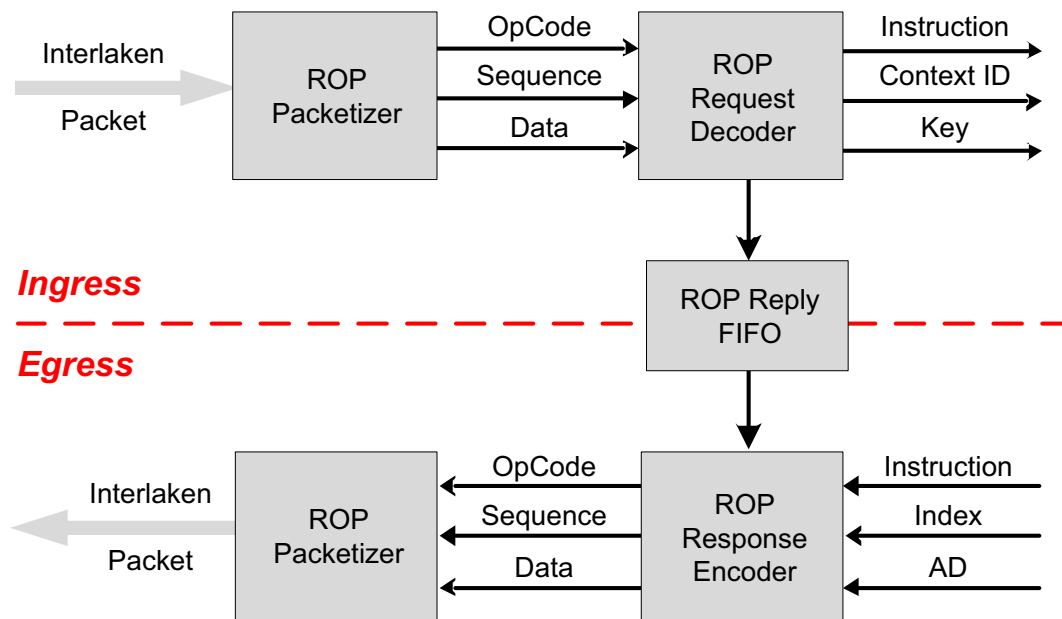 Interlaken
Packet
ROP
Packetizer
OpCode
Sequence
Data
ROP
Request
Decoder
Instruction
Context ID
Key
Ingress
ROP Reply
FIFO
Egress
Interlaken
Packet
ROP
Packetizer
OpCode
Sequence
Data
ROP
Response
Encoder
Instruction
Index
AD